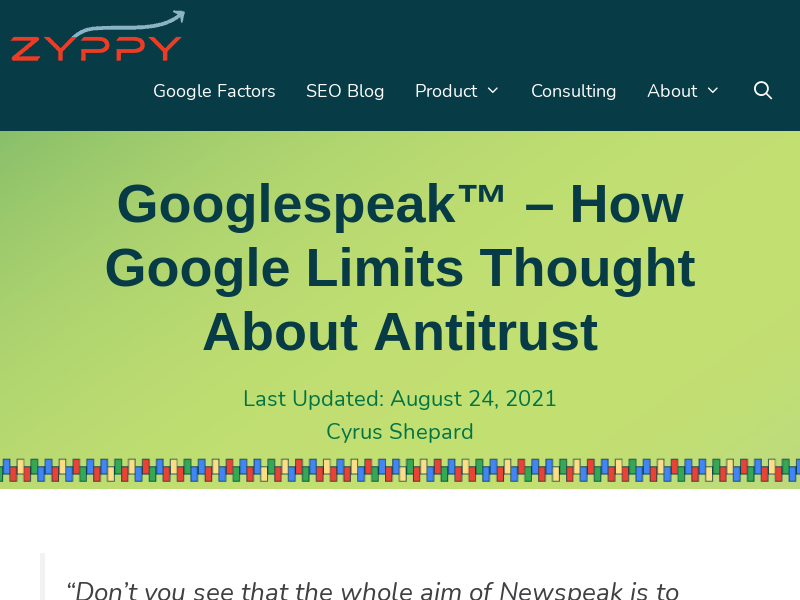 ZYPPY
Google Factors SEO Blog Product Consulting About
Googlespeak™ – How
Google Limits Thought
About Antitrust
Last Updated: August 24, 2021
Cyrus Shepard
“Don’t you see that the whole aim of Newspeak is to